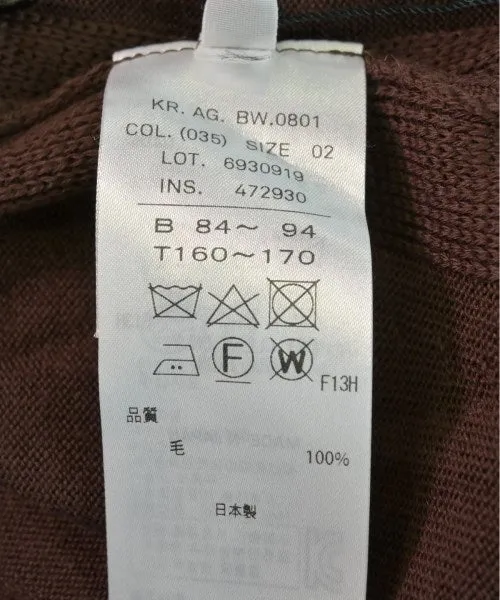 KR. AG. BW.0801
COL. (035) SIZE 02
LOT. 6930919
INS. 472930
B 84～ 94
T160～170
F W F13H
品質
毛 100%
日本製